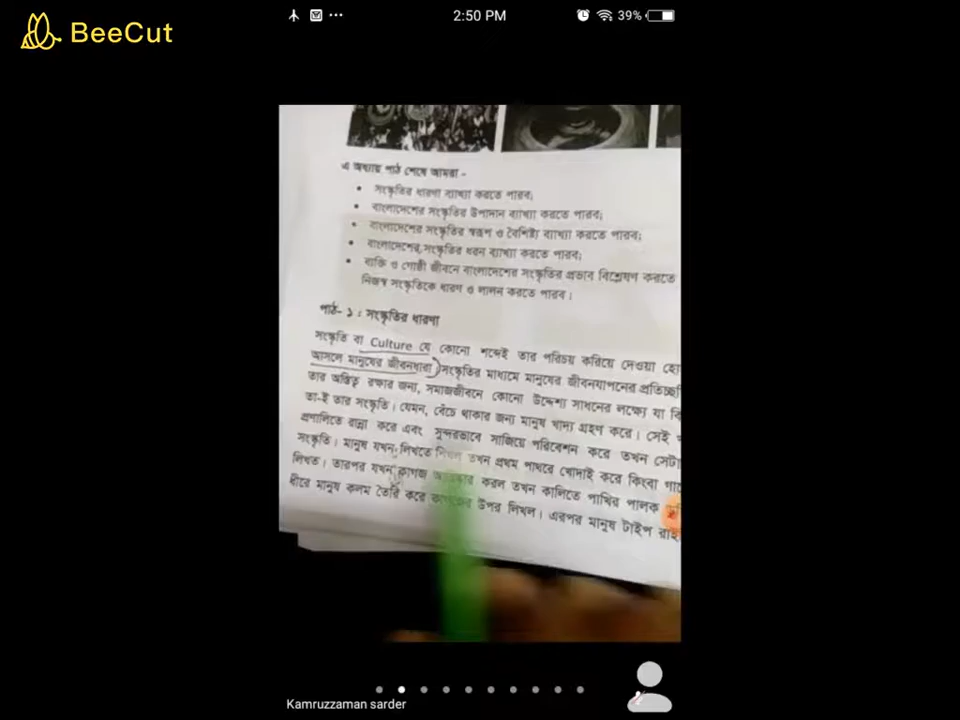 2:50 PM
39%
BeeCut
এ অধ্যায় পাঠ শেষে আমরা -
• সংস্কৃতির ধারণা ব্যাখ্যা করতে পারব;
• বাংলাদেশের সংস্কৃতির উপাদান ব্যাখ্যা করতে পারব;
• বাংলাদেশের সংস্কৃতির স্বরূপ ও বৈশিষ্ট্য ব্যাখ্যা করতে পারব;
• বাংলাদেশের সংস্কৃতির ধরন ব্যাখ্যা করতে পারব;
• ব্যক্তি ও গোষ্ঠী জীবনে বাংলাদেশের সংস্কৃতির প্রভাব বিশ্লেষণ করতে
নিজস্ব সংস্কৃতিকে ধারণ ও লালন করতে পারব।
পাঠ- ১ : সংস্কৃতির ধারণা
সংস্কৃতি বা Culture যে কোনো শব্দেই তার পরিচয় করিয়ে দেওয়া
আসলে মানুষের জীবনধারা) সংস্কৃতির মাধ্যমে মানুষের জীবনযাপনের
তার অস্তিত্ব রক্ষার জন্য, সমাজজীবনে কোনো উদ্দেশ্য সাধনের লক্ষ্যে যা
তা-ই তার সংস্কৃতি। যেমন, বেঁচে থাকার জন্য মানুষ খাদ্য গ্রহণ করে। সেই
প্রণালিতে রান্না করে এবং সুন্দরভাবে সাজিয়ে পরিবেশন করে তখন সেটা
সংস্কৃতি। মানুষ যখন লিখতে শিখল তখন প্রথম পাথরে খোদাই করে কিংবা
লিখত। তারপর যখন কাগজ করল তখন কালিতে পাখির পালক
ধীরে মানুষ কলম তৈরি করে উপর লিখল। এরপর মানুষ টাইপ
Kamruzzaman sarder